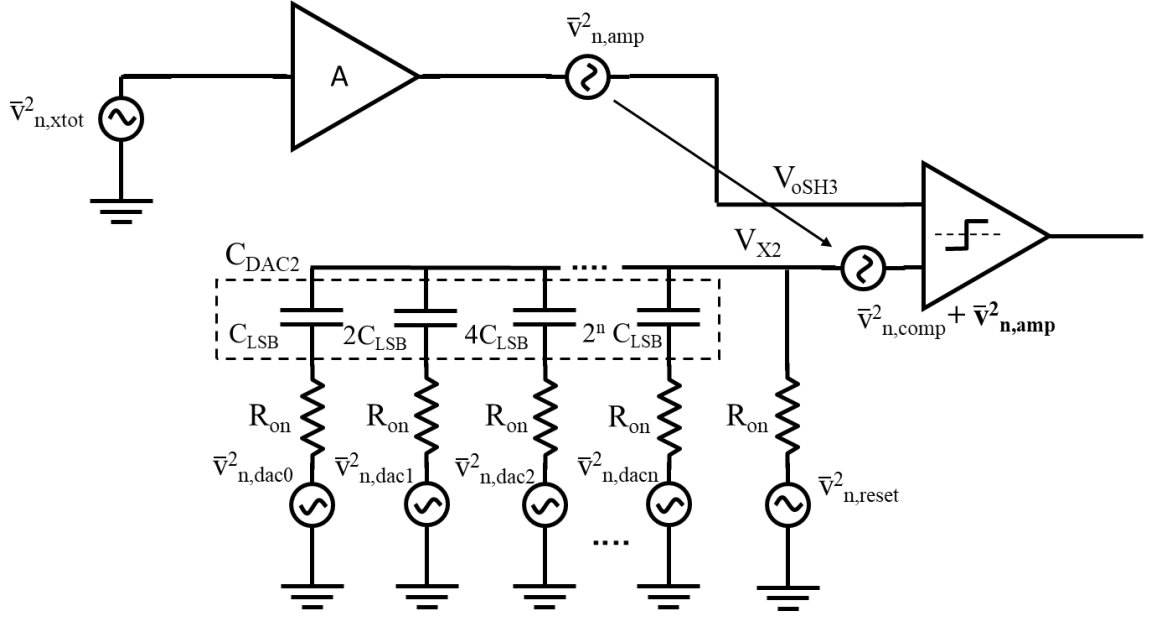 v̄²n,amp
A
v̄²n,xtot
VoSH3
CDAC2
VX2
....
v̄²n,comp + v̄²n,amp
CLSB 2CLSB 4CLSB 2ⁿ CLSB
Ron Ron Ron Ron Ron
v̄²n,dac0 v̄²n,dac1 v̄²n,dac2 v̄²n,dacn v̄²n,reset
....